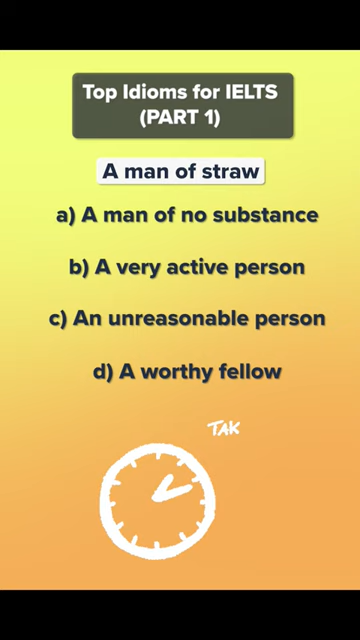 Top Idioms for IELTS
(PART 1)
A man of straw
a) A man of no substance
b) A very active person
c) An unreasonable person
d) A worthy fellow
TAK